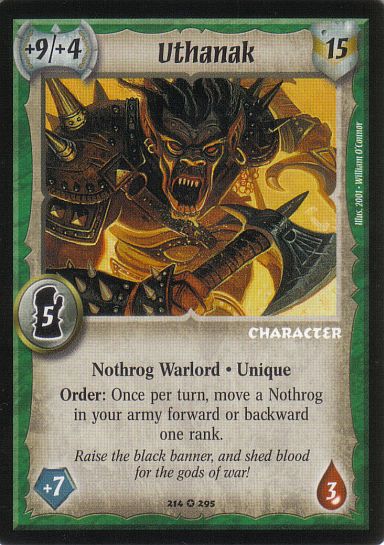 +9/+4
Uthanak
15
Illus. 2001 • William O'Connor
5
CHARACTER
Nothrog Warlord • Unique
Order: Once per turn, move a Nothrog
in your army forward or backward
one rank.
Raise the black banner, and shed blood
for the gods of war!
+7
214 ✪ 295
3